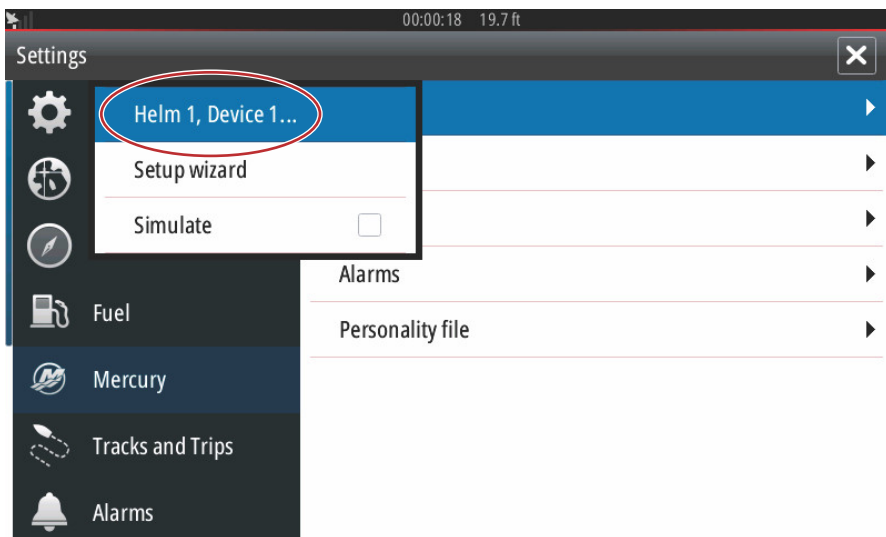 00:00:18 19.7 ft
Settings
Helm 1, Device 1...
Setup wizard
Simulate
Alarms
Fuel
Personality file
Mercury
Tracks and Trips
Alarms